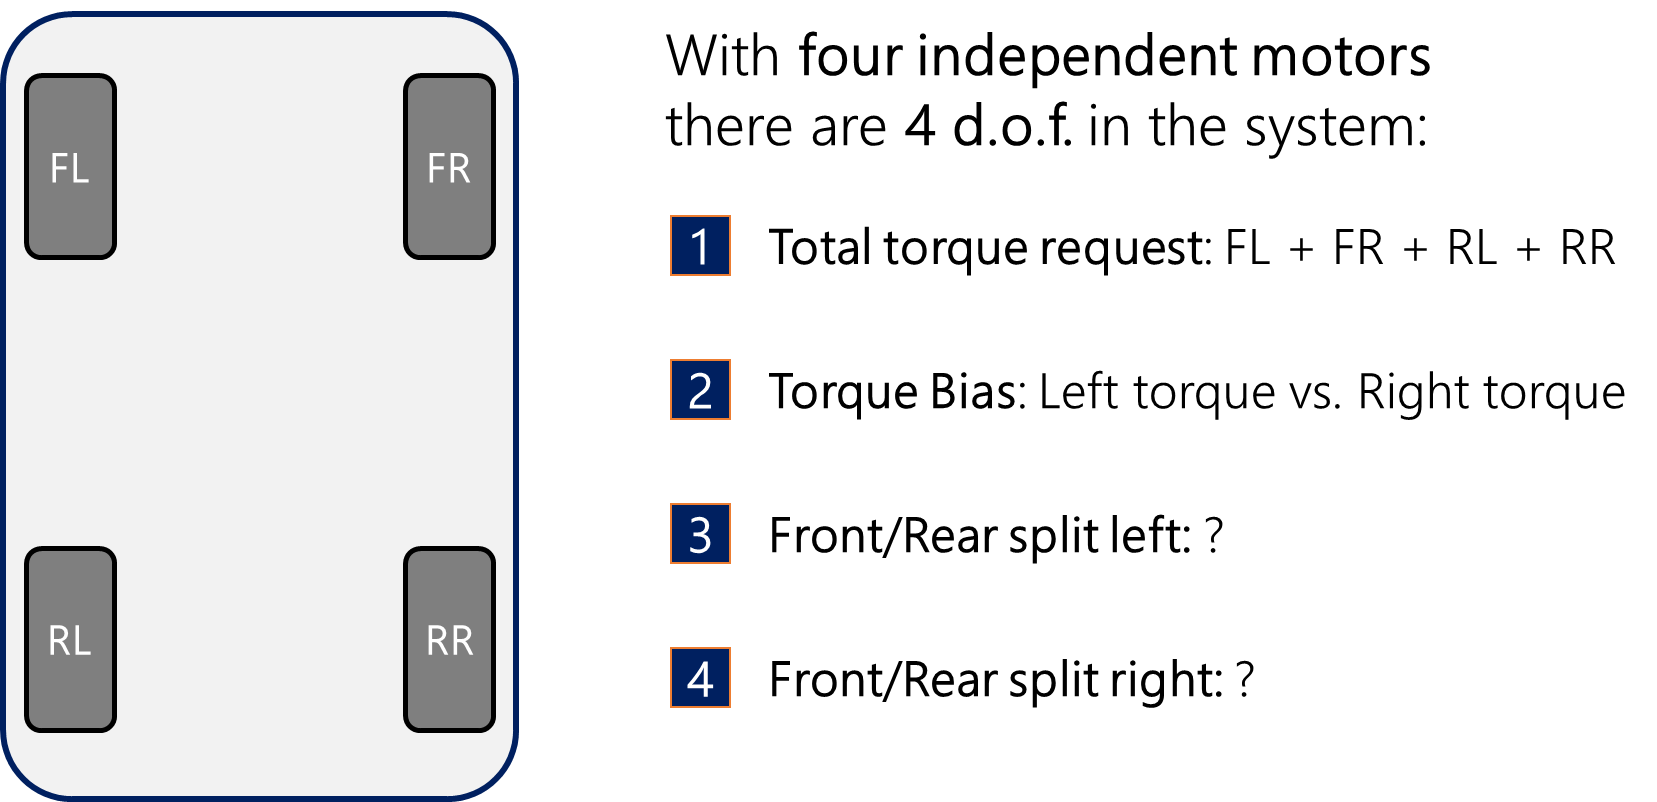 With four independent motors
there are 4 d.o.f. in the system:
FL
FR
1 Total torque request: FL + FR + RL + RR
2 Torque Bias: Left torque vs. Right torque
3 Front/Rear split left: ?
RL
RR
4 Front/Rear split right: ?